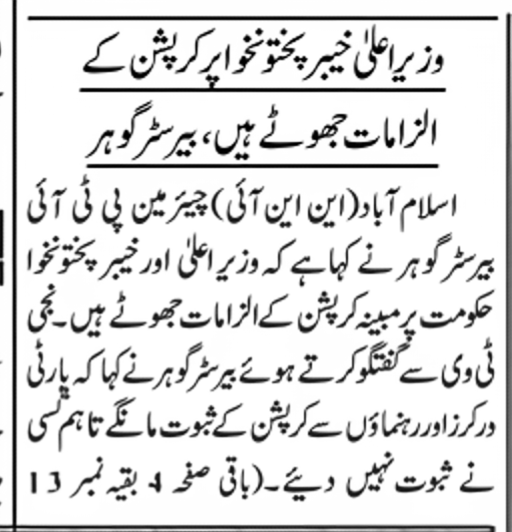 وزیراعلیٰ خیبرپختونخوا پر کرپشن کے
الزامات جھوٹے ہیں، بیرسٹر گوہر
اسلام آباد (این این آئی) چیئرمین پی ٹی آئی
بیرسٹر گوہر نے کہا ہے کہ وزیر اعلیٰ اور خیبر پختونخوا
حکومت پر مبینہ کرپشن کے الزامات جھوٹے ہیں۔ نجی
ٹی وی سے گفتگو کرتے ہوئے بیرسٹر گوہر نے کہا کہ پارٹی
ورکرز اور رہنماؤں سے کرپشن کے ثبوت مانگے تاہم کسی
نے ثبوت نہیں دیئے۔ (باقی صفحہ 4 بقیہ نمبر 13